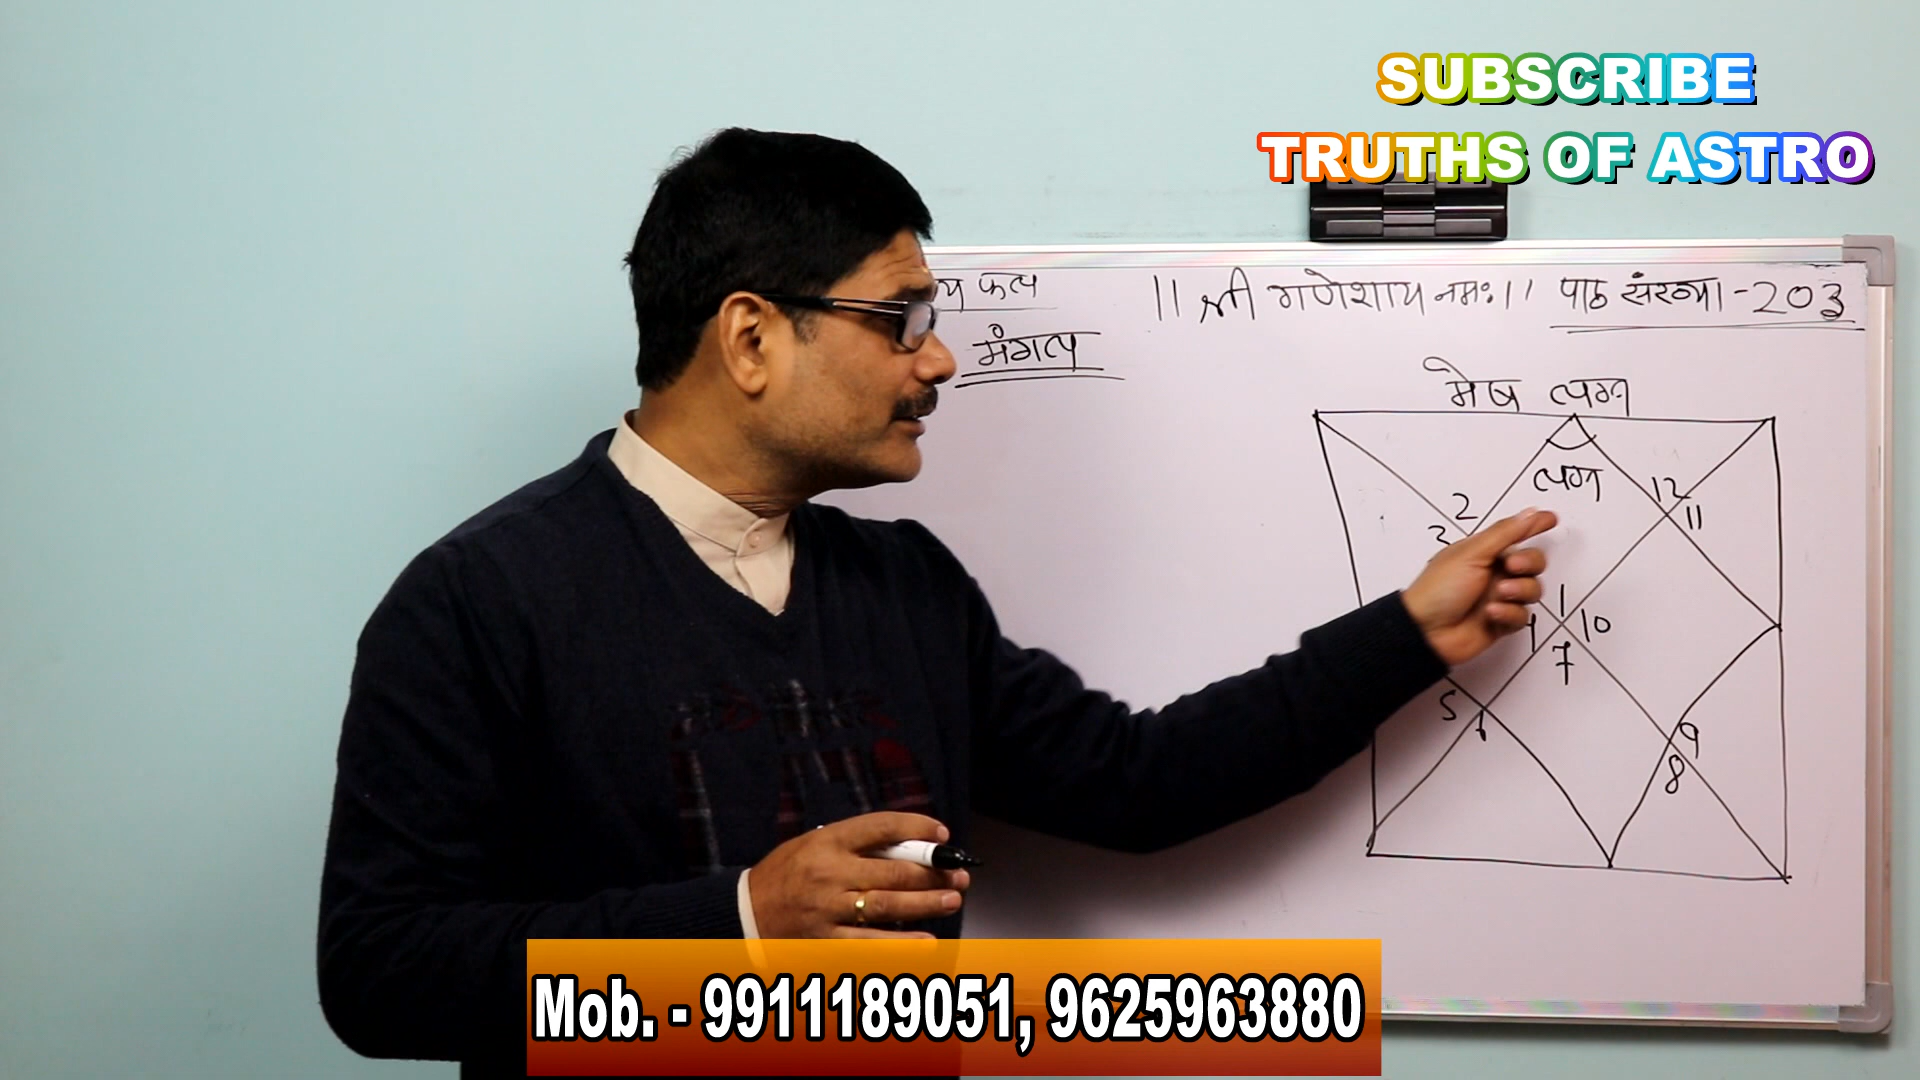 SUBSCRIBE
TRUTHS OF ASTRO
फल
॥ श्री गणेशाय नमः॥
पाठ संख्या - 203
मंगल
मेष लग्न
लग्न
12
2
11
3
1
10
7
5
6
9
8
Mob. - 9911189051, 9625963880